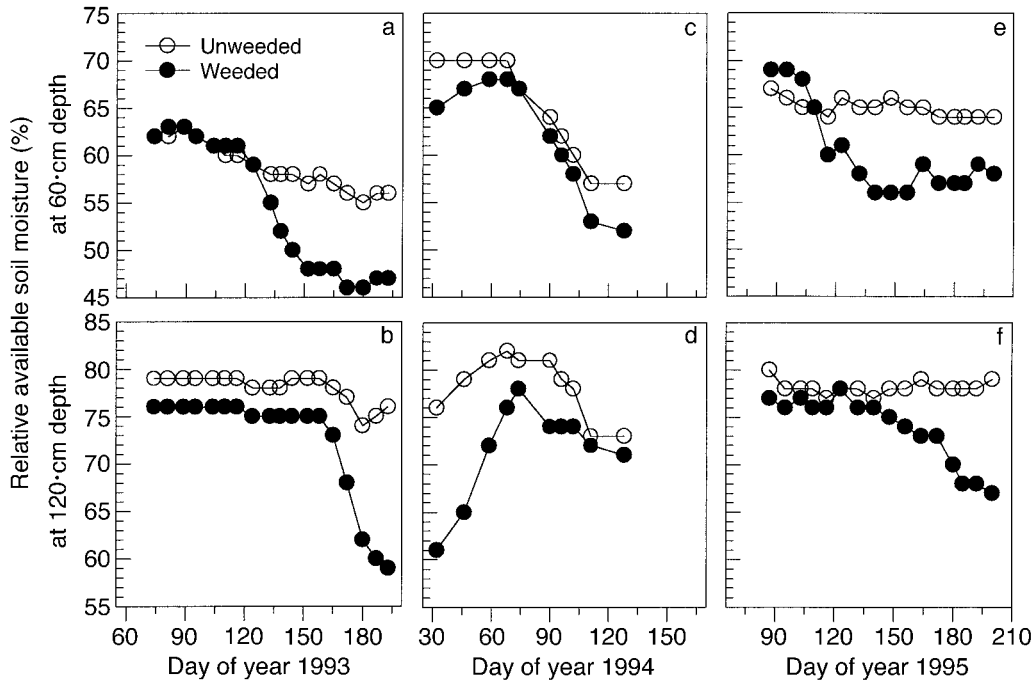 Relative available soil moisture (%)
at 60·cm depth
at 120·cm depth
75
70
65
60
55
50
45
a
Unweeded
Weeded
c
e
85
80
75
70
65
60
55
b
d
f
60 90 120 150 180
30 60 90 120 150
90 120 150 180 210
Day of year 1993
Day of year 1994
Day of year 1995